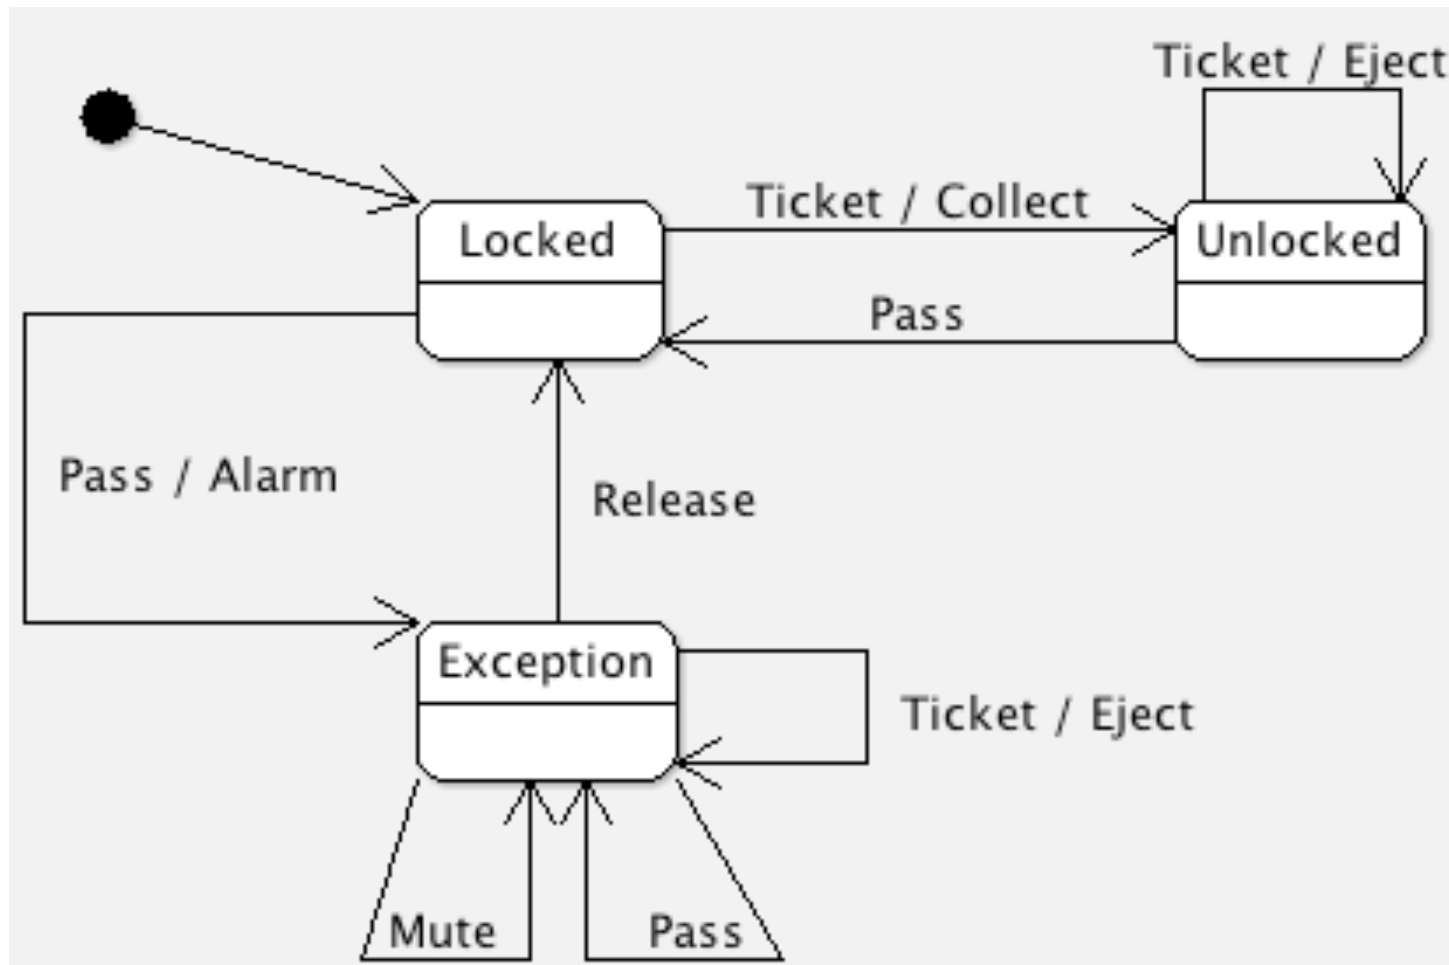 Ticket / Eject
Ticket / Collect
Locked
Unlocked
Pass
Pass / Alarm
Release
Exception
Ticket / Eject
Mute
Pass